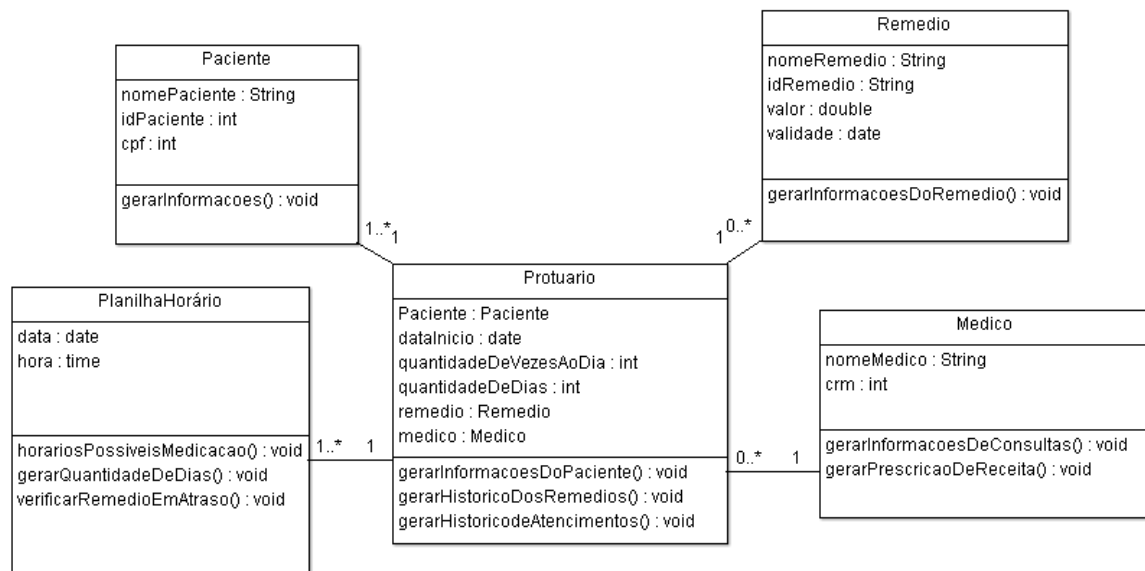 Paciente
nomePaciente : String
idPaciente : int
cpf : int
gerarInformacoes() : void
Remedio
nomeRemedio : String
idRemedio : String
valor : double
validade : date
gerarInformacoesDoRemedio() : void
1..*
1
1
0..*
PlanilhaHorário
data : date
hora : time
horariosPossiveisMedicacao() : void
gerarQuantidadeDeDias() : void
verificarRemedioEmAtraso() : void
1..*
1
Protuario
Paciente : Paciente
dataInicio : date
quantidadeDeVezesAoDia : int
quantidadeDeDias : int
remedio : Remedio
medico : Medico
gerarInformacoesDoPaciente() : void
gerarHistoricoDosRemedios() : void
gerarHistoricodeAtencimentos() : void
0..*
1
Medico
nomeMedico : String
crm : int
gerarInformacoesDeConsultas() : void
gerarPrescricaoDeReceita() : void